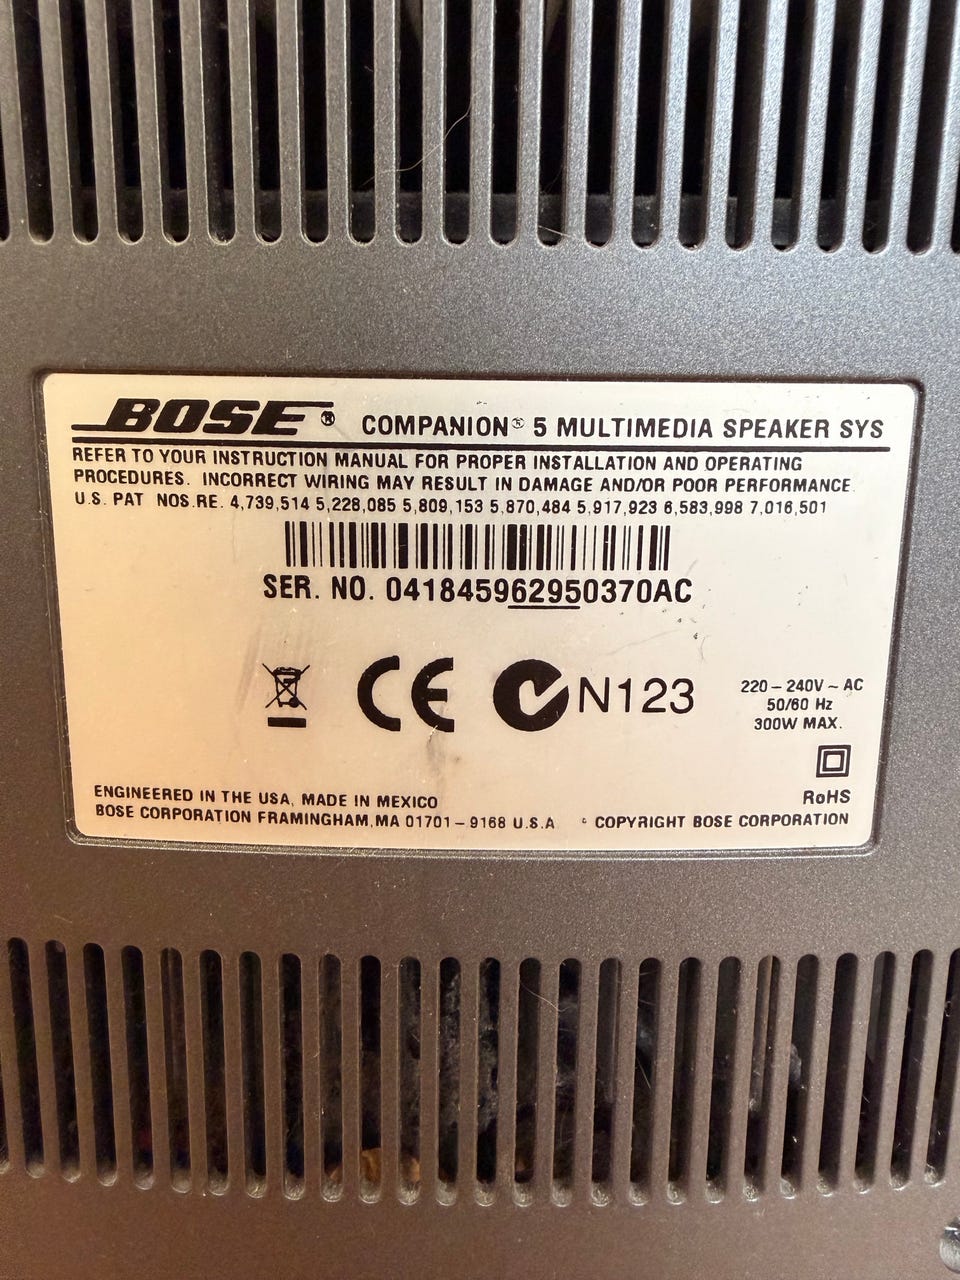 BOSE® COMPANION® 5 MULTIMEDIA SPEAKER SYS
REFER TO YOUR INSTRUCTION MANUAL FOR PROPER INSTALLATION AND OPERATING
PROCEDURES. INCORRECT WIRING MAY RESULT IN DAMAGE AND/OR POOR PERFORMANCE.
U.S. PAT NOS.RE. 4,739,514 5,228,085 5,809,153 5,870,484 5,917,923 6,583,998 7,016,501
SER. NO. 041845962950370AC
CE N123
220-240V ~ AC
50/60 Hz
300W MAX.
RoHS
ENGINEERED IN THE USA, MADE IN MEXICO
BOSE CORPORATION FRAMINGHAM,MA 01701-9168 U.S.A © COPYRIGHT BOSE CORPORATION